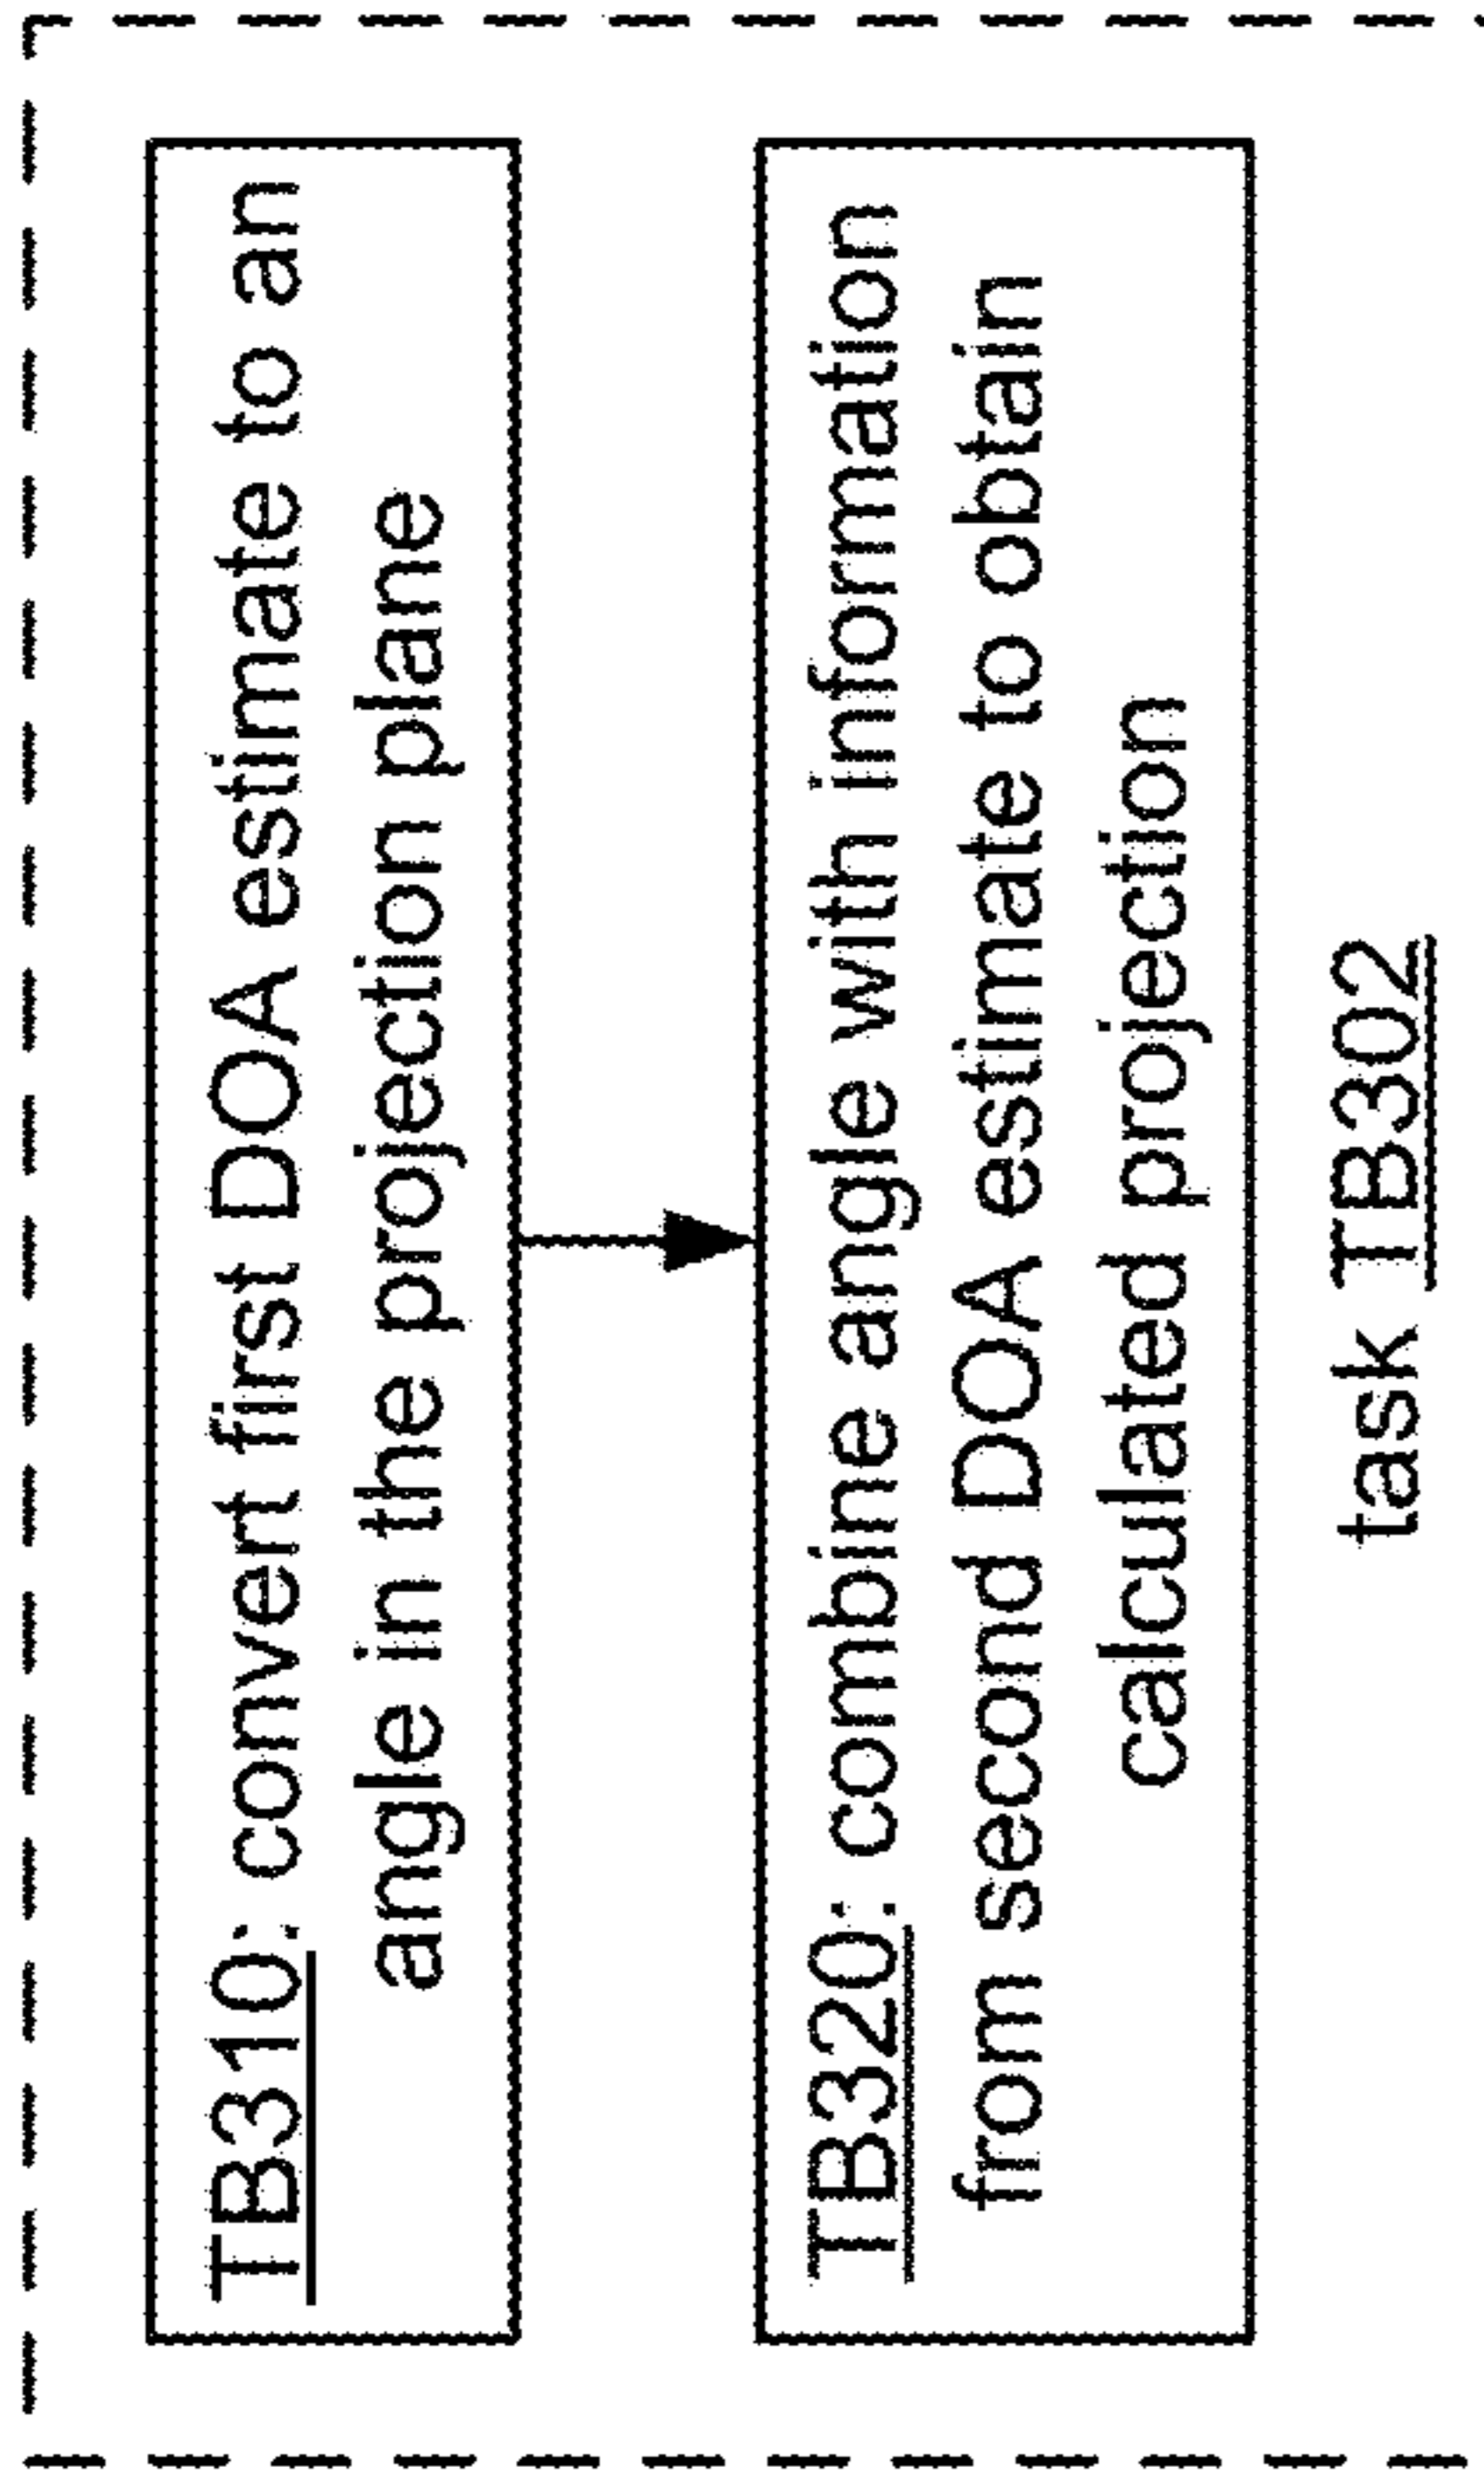 TB310: convert first DOA estimate to an
angle in the projection plane
TB320: combine angle with information
from second DOA estimate to obtain
calculated projection
task TB302